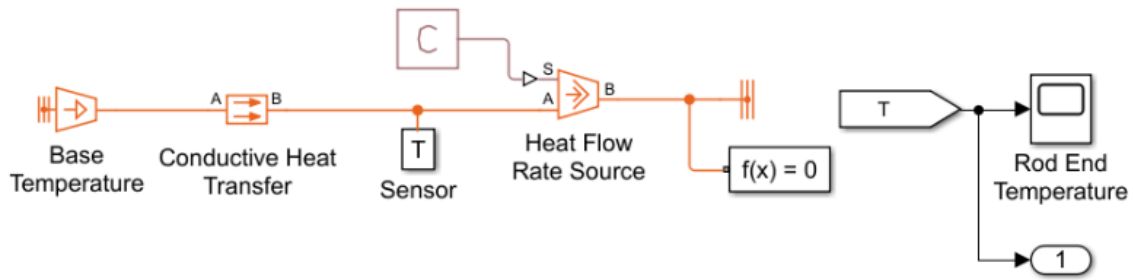 C
S
A
B
A
B
T
Base
Temperature
Conductive Heat
Transfer
T
Sensor
Heat Flow
Rate Source
f(x) = 0
Rod End
Temperature
1